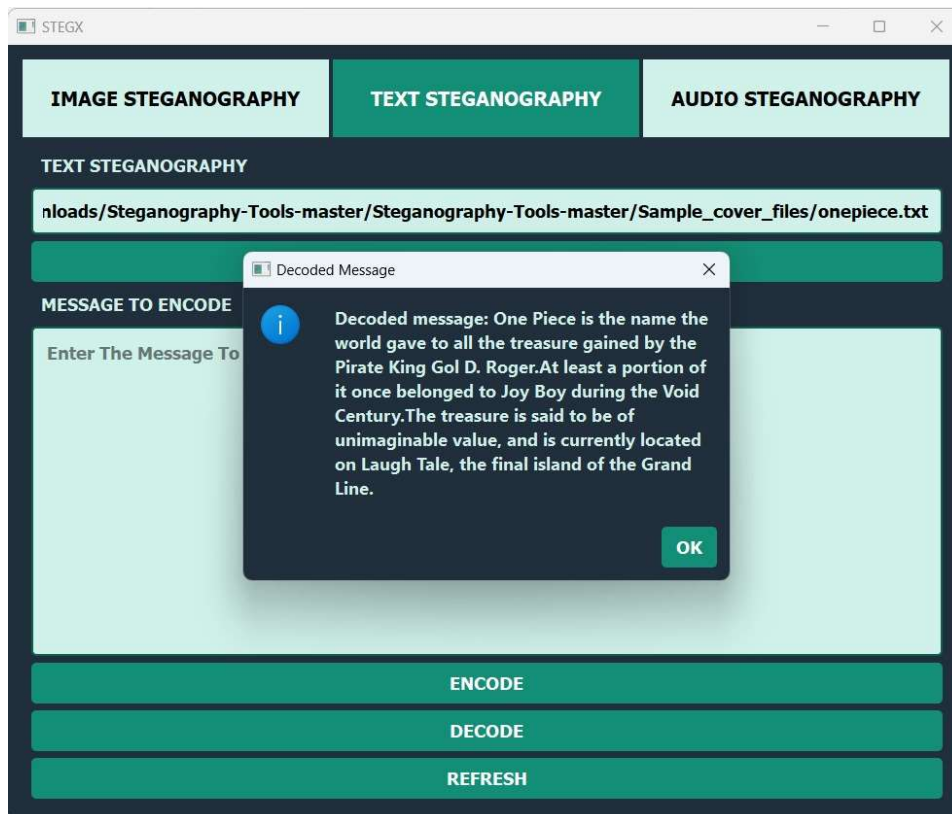 STEGX
IMAGE STEGANOGRAPHY
TEXT STEGANOGRAPHY
AUDIO STEGANOGRAPHY
TEXT STEGANOGRAPHY
nloads/Steganography-Tools-master/Steganography-Tools-master/Sample_cover_files/onepiece.txt
MESSAGE TO ENCODE
Enter The Message To
Decoded Message
Decoded message: One Piece is the name the
world gave to all the treasure gained by the
Pirate King Gol D. Roger.At least a portion of
it once belonged to Joy Boy during the Void
Century.The treasure is said to be of
unimaginable value, and is currently located
on Laugh Tale, the final island of the Grand
Line.
OK
ENCODE
DECODE
REFRESH